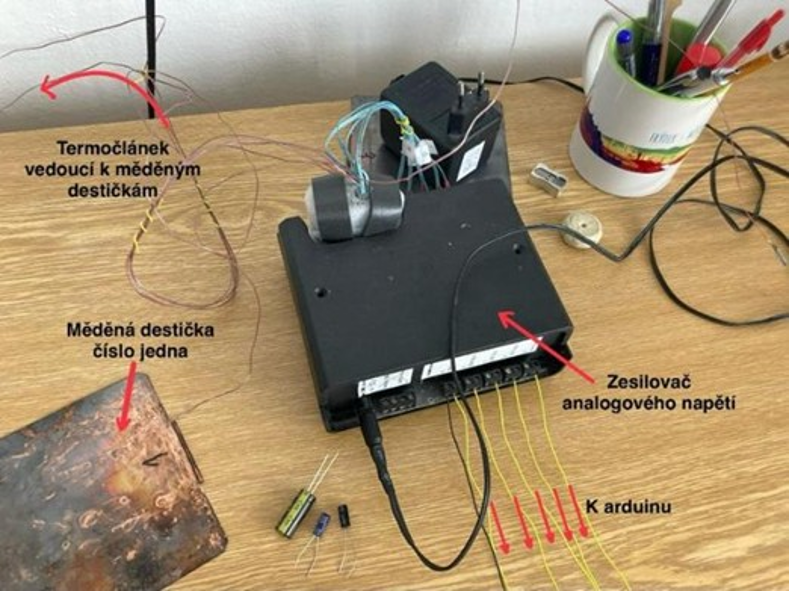 Termočlánek
vedoucí k měděným
destičkám
Měděná destička
číslo jedna
Zesilovač
analogového napětí
K arduinu